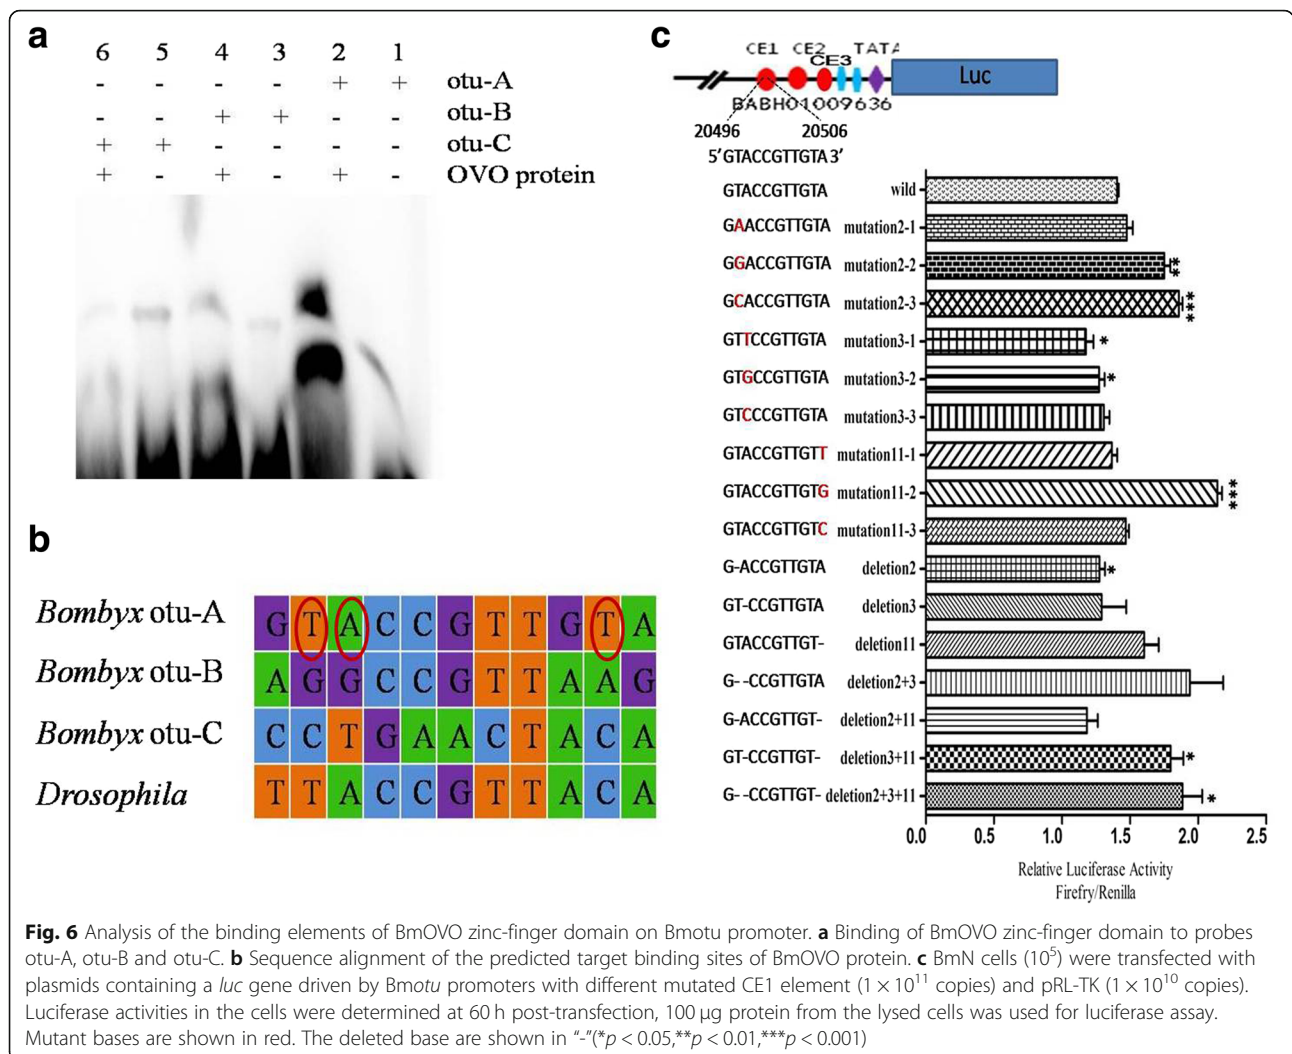 a
6 5 4 3 2 1
- - - - + + otu-A
- - + + - - otu-B
+ + - - - - otu-C
+ - + - + - OVO protein
b
Bombyx otu-A G T A C C G T T G T A
Bombyx otu-B A G G C C G T T A A G
Bombyx otu-C C C T G A A C T A C A
Drosophila T T A C C G T T A C A
c
CE1 CE2 CE3 TATA
Luc
BABH01009636
20496 20506
5'GTACCGTTGTA3'
GTACCGTTGTA wild
GAACCGTTGTA mutation2-1
GGACCGTTGTA mutation2-2 **
GCACCGTTGTA mutation2-3 ***
GTTCCGTTGTA mutation3-1 *
GTGCCGTTGTA mutation3-2 *
GTCCCGTTGTA mutation3-3
GTACCGTTGTT mutation11-1
GTACCGTTGTG mutation11-2 ***
GTACCGTTGTC mutation11-3
G-ACCGTTGTA deletion2 *
GT-CCGTTGTA deletion3
GTACCGTTGT- deletion11
G--CCGTTGTA deletion2+3
G-ACCGTTGT- deletion2+11
GT-CCGTTGT- deletion3+11 *
G--CCGTTGT- deletion2+3+11 *
0.0 0.5 1.0 1.5 2.0 2.5
Relative Luciferase Activity
Firefry/Renilla
Fig. 6 Analysis of the binding elements of BmOVO zinc-finger domain on Bmotu promoter. a Binding of BmOVO zinc-finger domain to probes
otu-A, otu-B and otu-C. b Sequence alignment of the predicted target binding sites of BmOVO protein. c BmN cells (10⁵) were transfected with
plasmids containing a luc gene driven by Bmotu promoters with different mutated CE1 element (1 × 10¹¹ copies) and pRL-TK (1 × 10¹⁰ copies).
Luciferase activities in the cells were determined at 60 h post-transfection, 100 μg protein from the lysed cells was used for luciferase assay.
Mutant bases are shown in red. The deleted base are shown in "-"(*p < 0.05,**p < 0.01,***p < 0.001)